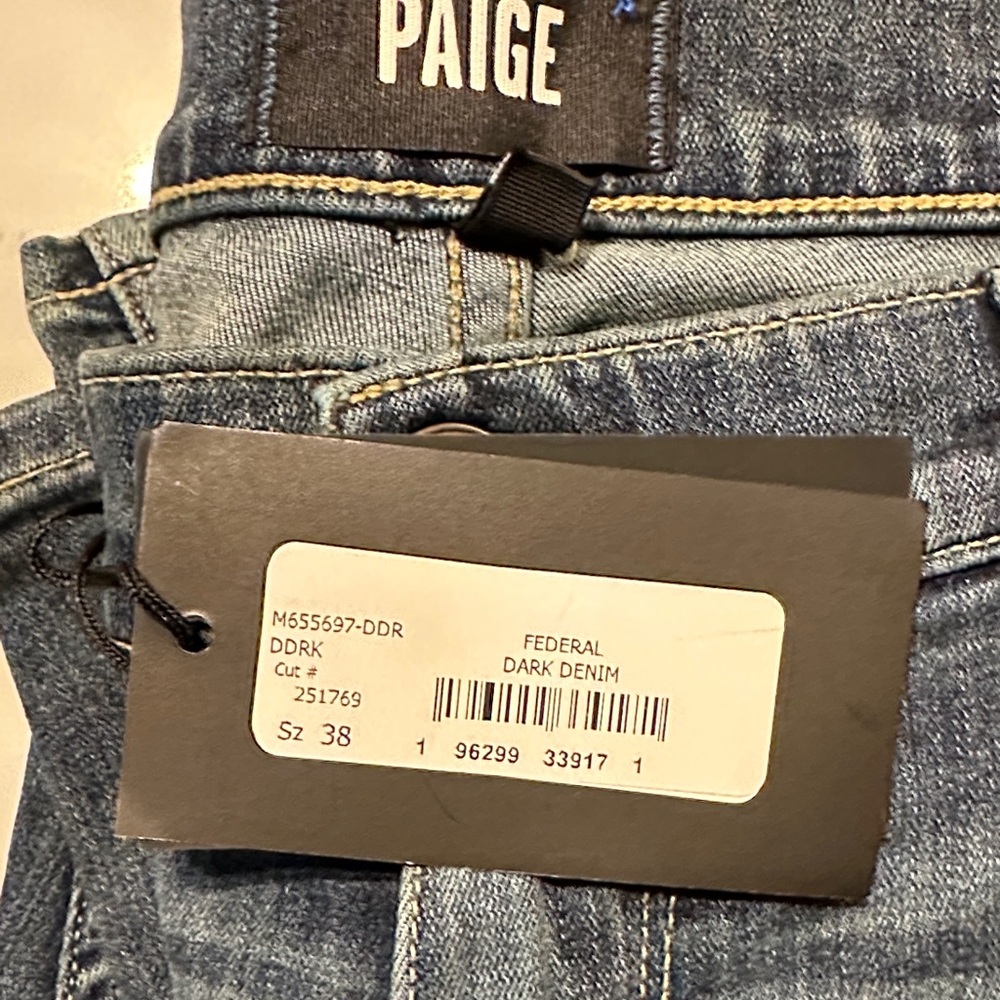 PAIGE
M655697-DDR
DDRK
Cut #
251769
Sz 38
FEDERAL
DARK DENIM
1 96299 33917 1